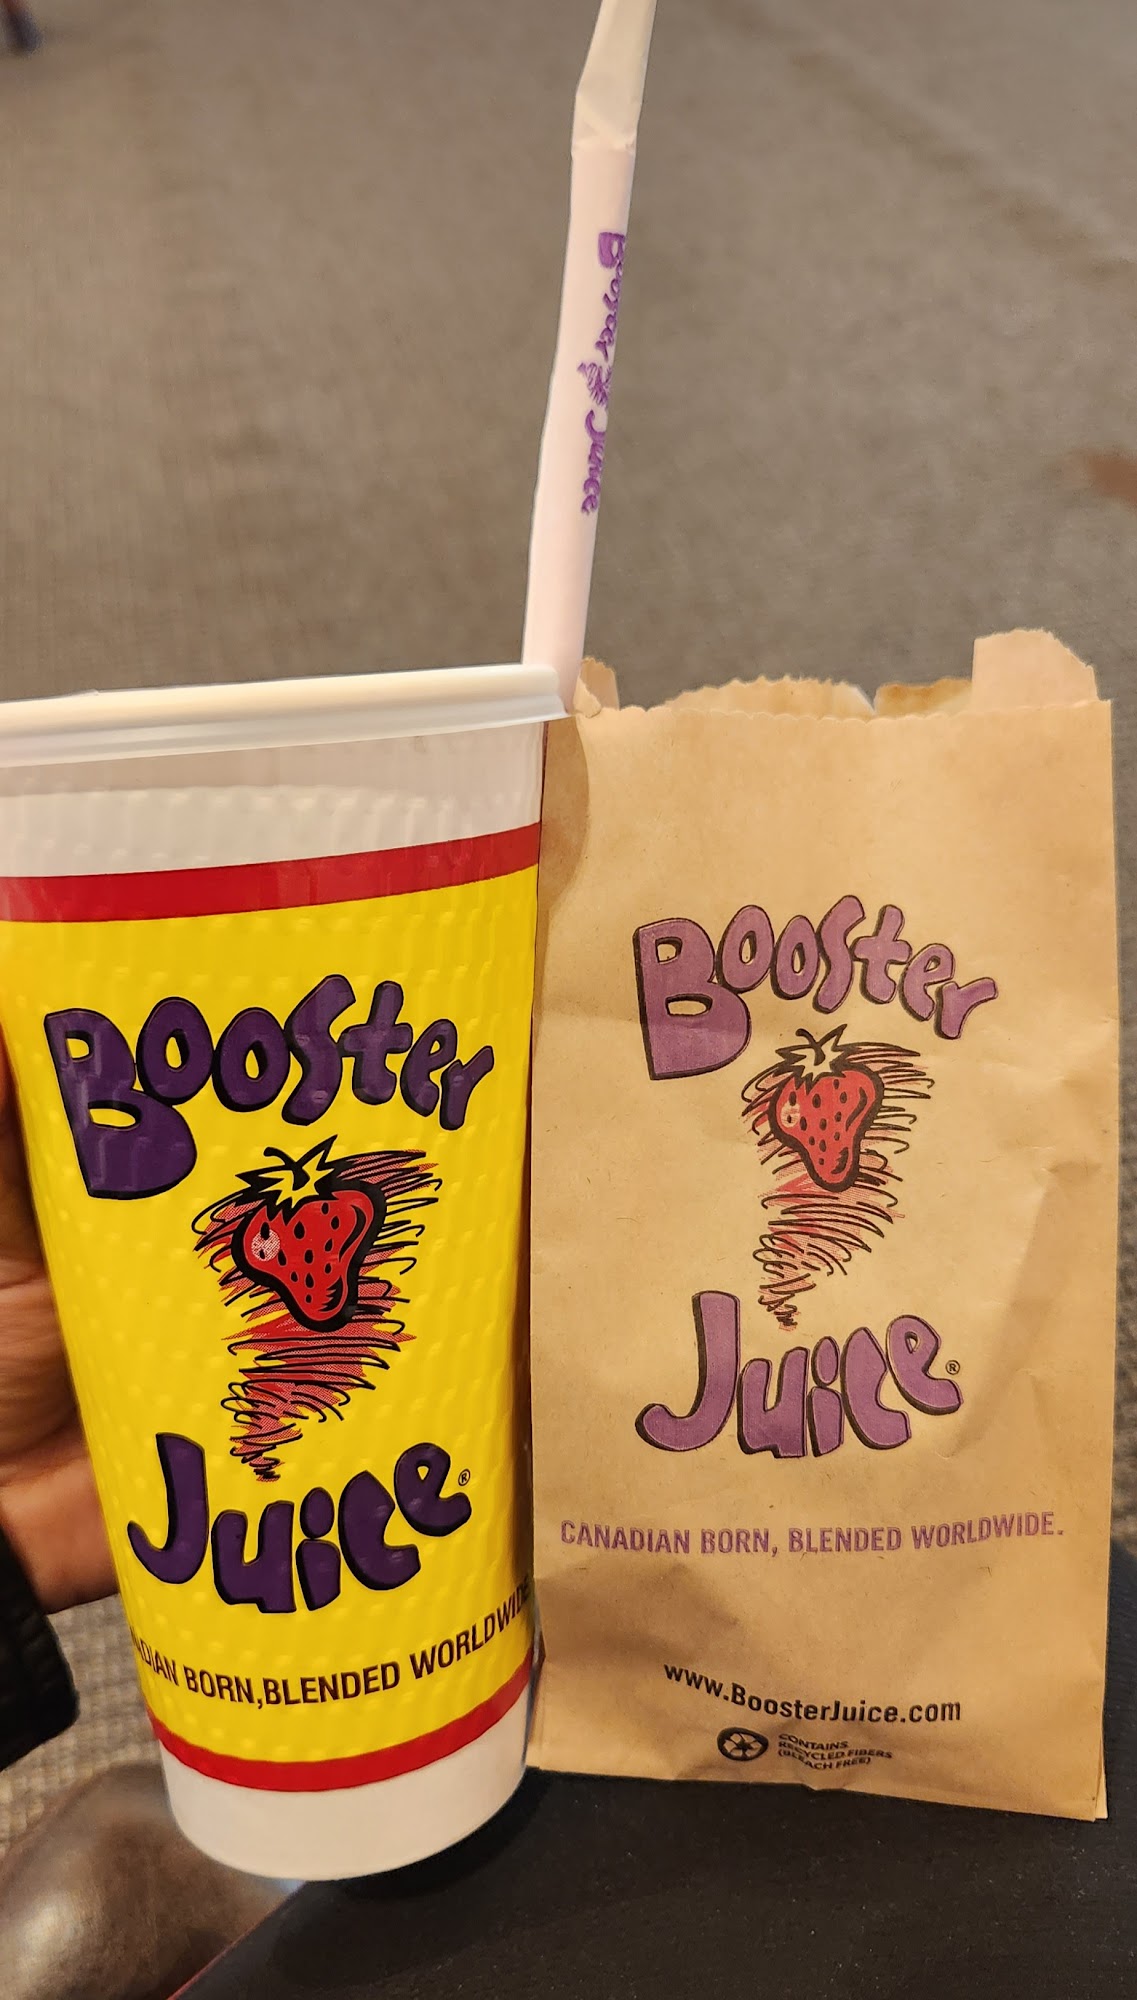 Booster Juice
Booster
Juice®
BORN, BLENDED WORLDWIDE
Booster
Juice®
CANADIAN BORN, BLENDED WORLDWIDE.
www.BoosterJuice.com
CONTAINS
RECYCLED FIBERS
(BLEACH FREE)